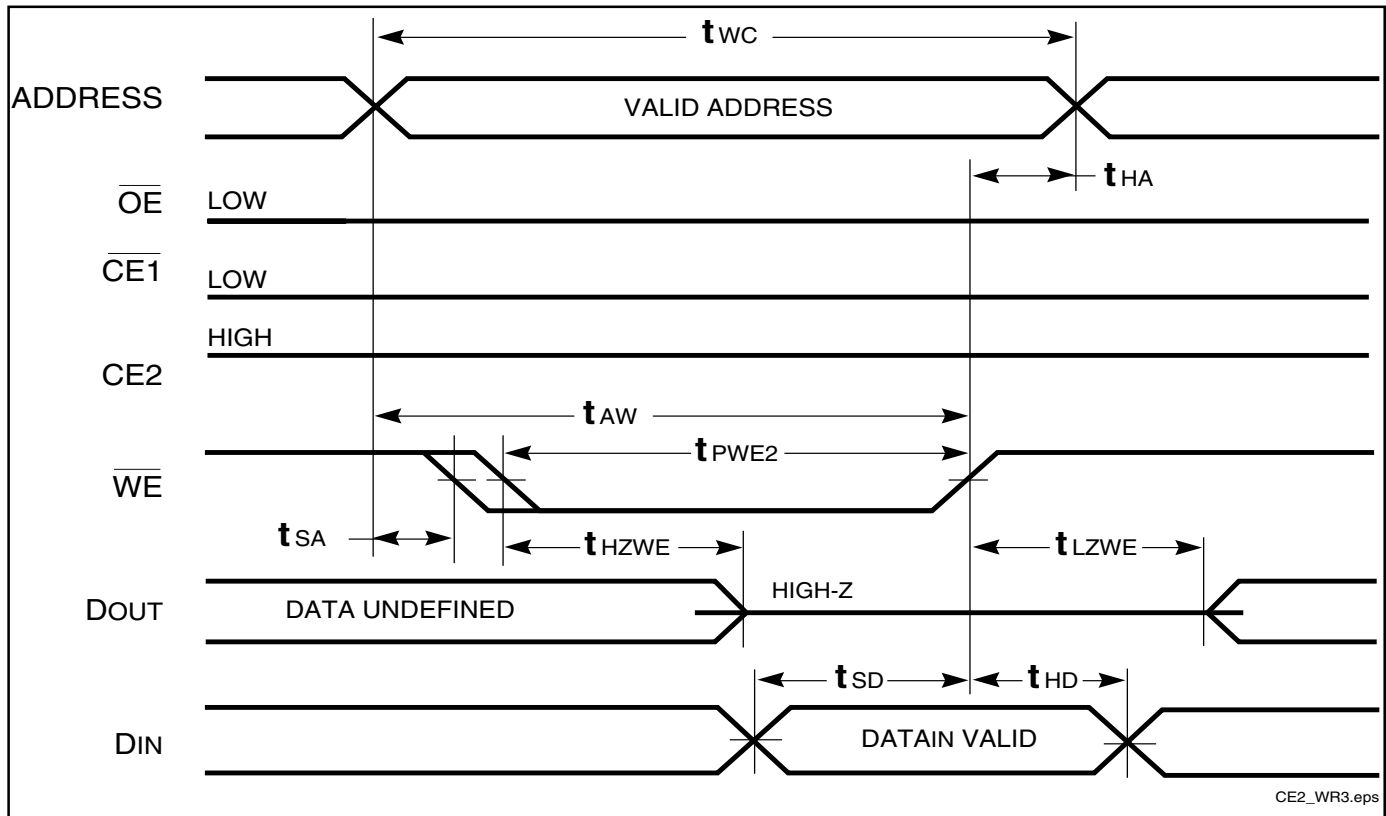 tWC
ADDRESS
VALID ADDRESS
tHA
OE
LOW
CE1
LOW
HIGH
CE2
tAW
tPWE2
WE
tSA
tHZWE
tLZWE
DOUT
DATA UNDEFINED
HIGH-Z
tSD
tHD
DIN
DATAIN VALID
CE2_WR3.eps